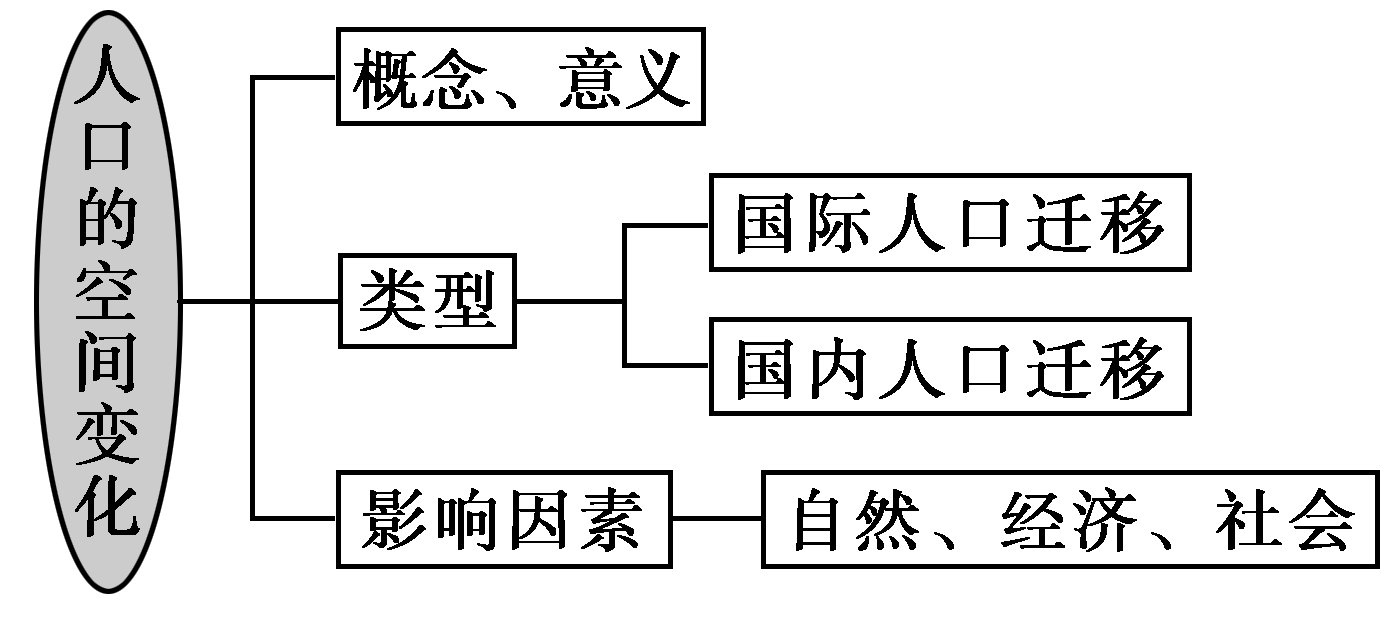 人口的空间变化
概念、意义
类型
国际人口迁移
国内人口迁移
影响因素
自然、经济、社会